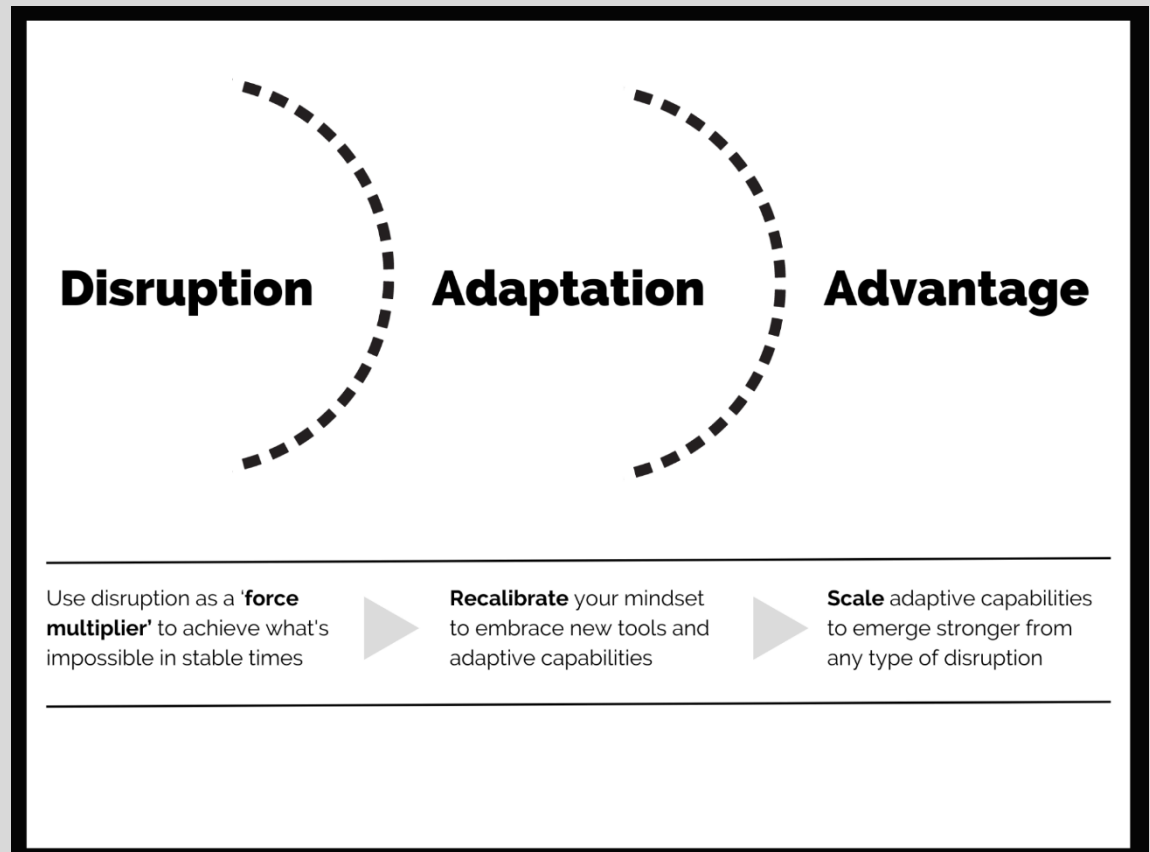 Disruption
Adaptation
Advantage
Use disruption as a ‘force
multiplier’ to achieve what's
impossible in stable times
Recalibrate your mindset
to embrace new tools and
adaptive capabilities
Scale adaptive capabilities
to emerge stronger from
any type of disruption